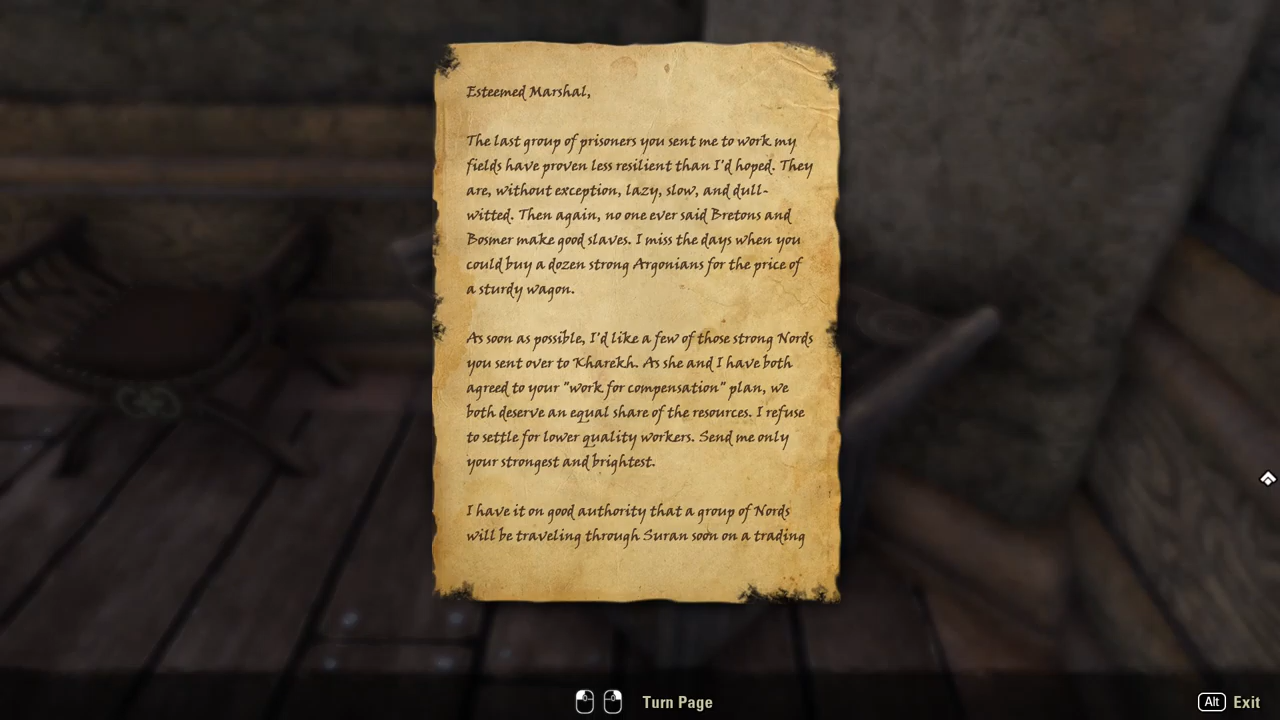 Esteemed Marshal,
The last group of prisoners you sent me to work my
fields have proven less resilient than I'd hoped. They
are, without exception, lazy, slow, and dull-
witted. Then again, no one ever said Bretons and
Bosmer make good slaves. I miss the days when you
could buy a dozen strong Argonians for the price of
a sturdy wagon.
As soon as possible, I'd like a few of those strong Nords
you sent over to Kharekh. As she and I have both
agreed to your "work for compensation" plan, we
both deserve an equal share of the resources. I refuse
to settle for lower quality workers. Send me only
your strongest and brightest.
I have it on good authority that a group of Nords
will be traveling through Suran soon on a trading
Turn Page
Alt Exit